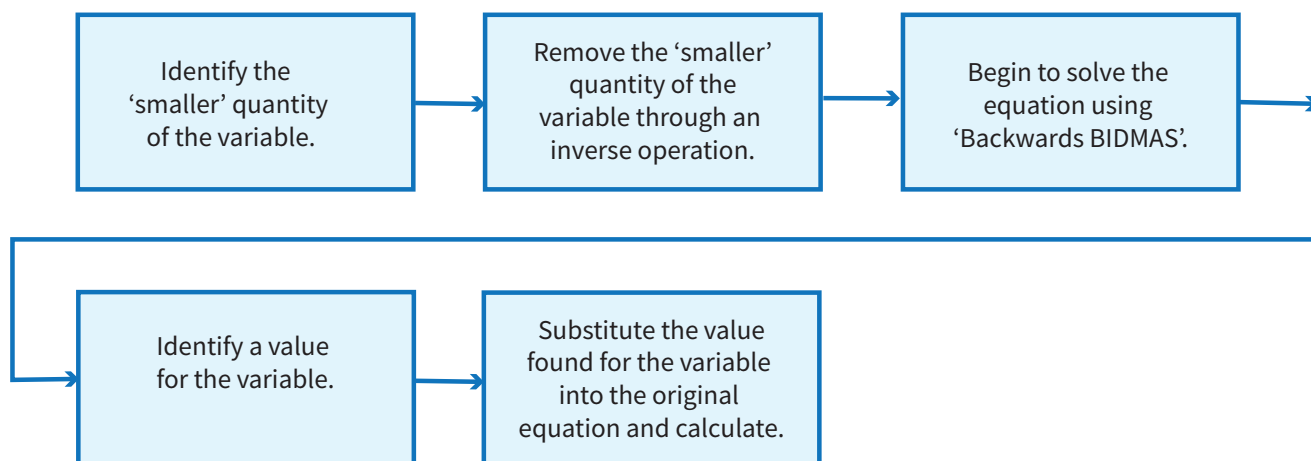 Identify the
‘smaller’ quantity
of the variable.
Remove the ‘smaller’
quantity of the
variable through an
inverse operation.
Begin to solve the
equation using
‘Backwards BIDMAS’.
Identify a value
for the variable.
Substitute the value
found for the variable
into the original
equation and calculate.